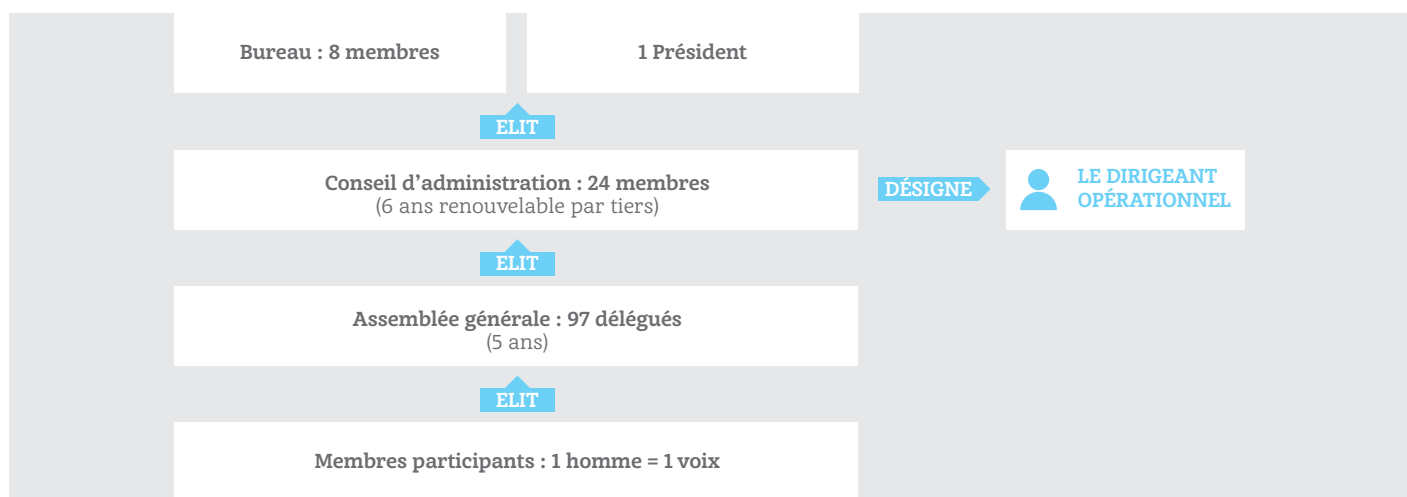 Bureau : 8 membres
1 Président
ELIT
Conseil d'administration : 24 membres
(6 ans renouvelable par tiers)
DÉSIGNE
LE DIRIGEANT
OPÉRATIONNEL
ELIT
Assemblée générale : 97 délégués
(5 ans)
ELIT
Membres participants : 1 homme = 1 voix